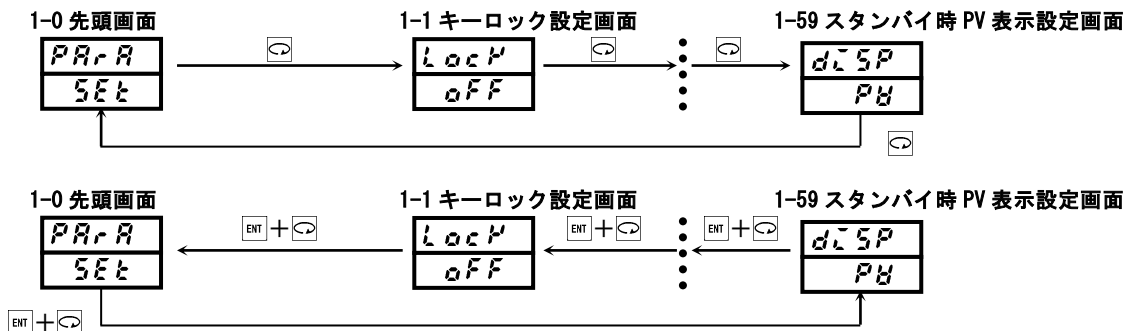 1-0 先頭画面
1-1 キーロック設定画面
1-59 スタンバイ時 PV 表示設定画面
PArA
SEt
LocK
oFF
diSP
PV
1-0 先頭画面
1-1 キーロック設定画面
1-59 スタンバイ時 PV 表示設定画面
ENT +
ENT +
ENT +
PArA
SEt
LocK
oFF
diSP
PV
ENT +